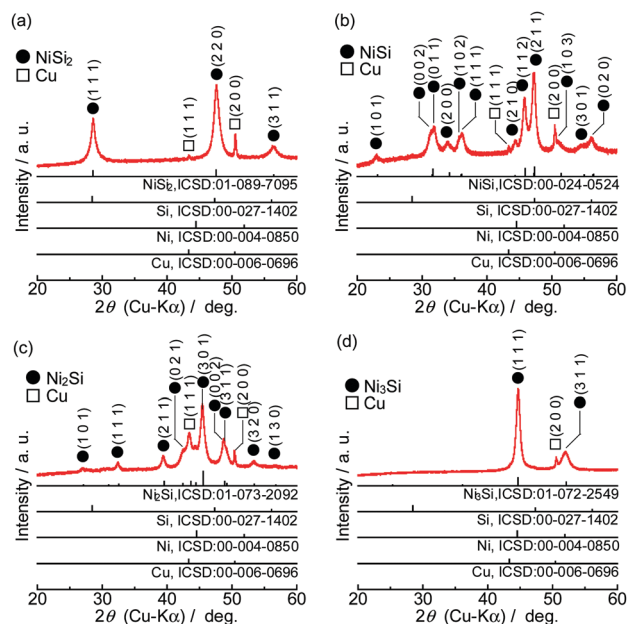 (a)
● NiSi2
□ Cu
● (1 1 1)
□ (1 1 1)
● (2 2 0)
□ (2 0 0)
● (3 1 1)
Intensity / a. u.
NiSi2,ICSD:01-089-7095
Si, ICSD:00-027-1402
Ni, ICSD:00-004-0850
Cu, ICSD:00-006-0696
20 30 40 50 60
2θ (Cu-Kα) / deg.
(b)
● NiSi
□ Cu
● (1 0 1)
● (0 0 2)
● (0 1 1)
● (2 0 0)
● (1 0 2)
● (1 1 1)
□ (1 1 1)
● (2 1 0)
● (1 1 2)
● (2 1 1)
□ (2 0 0)
● (1 0 3)
● (3 0 1)
● (0 2 0)
Intensity / a. u.
NiSi,ICSD:00-024-0524
Si, ICSD:00-027-1402
Ni, ICSD:00-004-0850
Cu, ICSD:00-006-0696
20 30 40 50 60
2θ (Cu-Kα) / deg.
(c)
● Ni2Si
□ Cu
● (1 0 1)
● (1 1 1)
● (2 1 1)
● (0 2 1)
□ (1 1 1)
● (3 0 1)
● (0 0 2)
● (3 1 1)
□ (2 0 0)
● (3 2 0)
● (1 3 0)
Intensity / a. u.
Ni2Si,ICSD:01-073-2092
Si, ICSD:00-027-1402
Ni, ICSD:00-004-0850
Cu, ICSD:00-006-0696
20 30 40 50 60
2θ (Cu-Kα) / deg.
(d)
● Ni3Si
□ Cu
● (1 1 1)
□ (2 0 0)
● (3 1 1)
Intensity / a. u.
Ni3Si,ICSD:01-072-2549
Si, ICSD:00-027-1402
Ni, ICSD:00-004-0850
Cu, ICSD:00-006-0696
20 30 40 50 60
2θ (Cu-Kα) / deg.